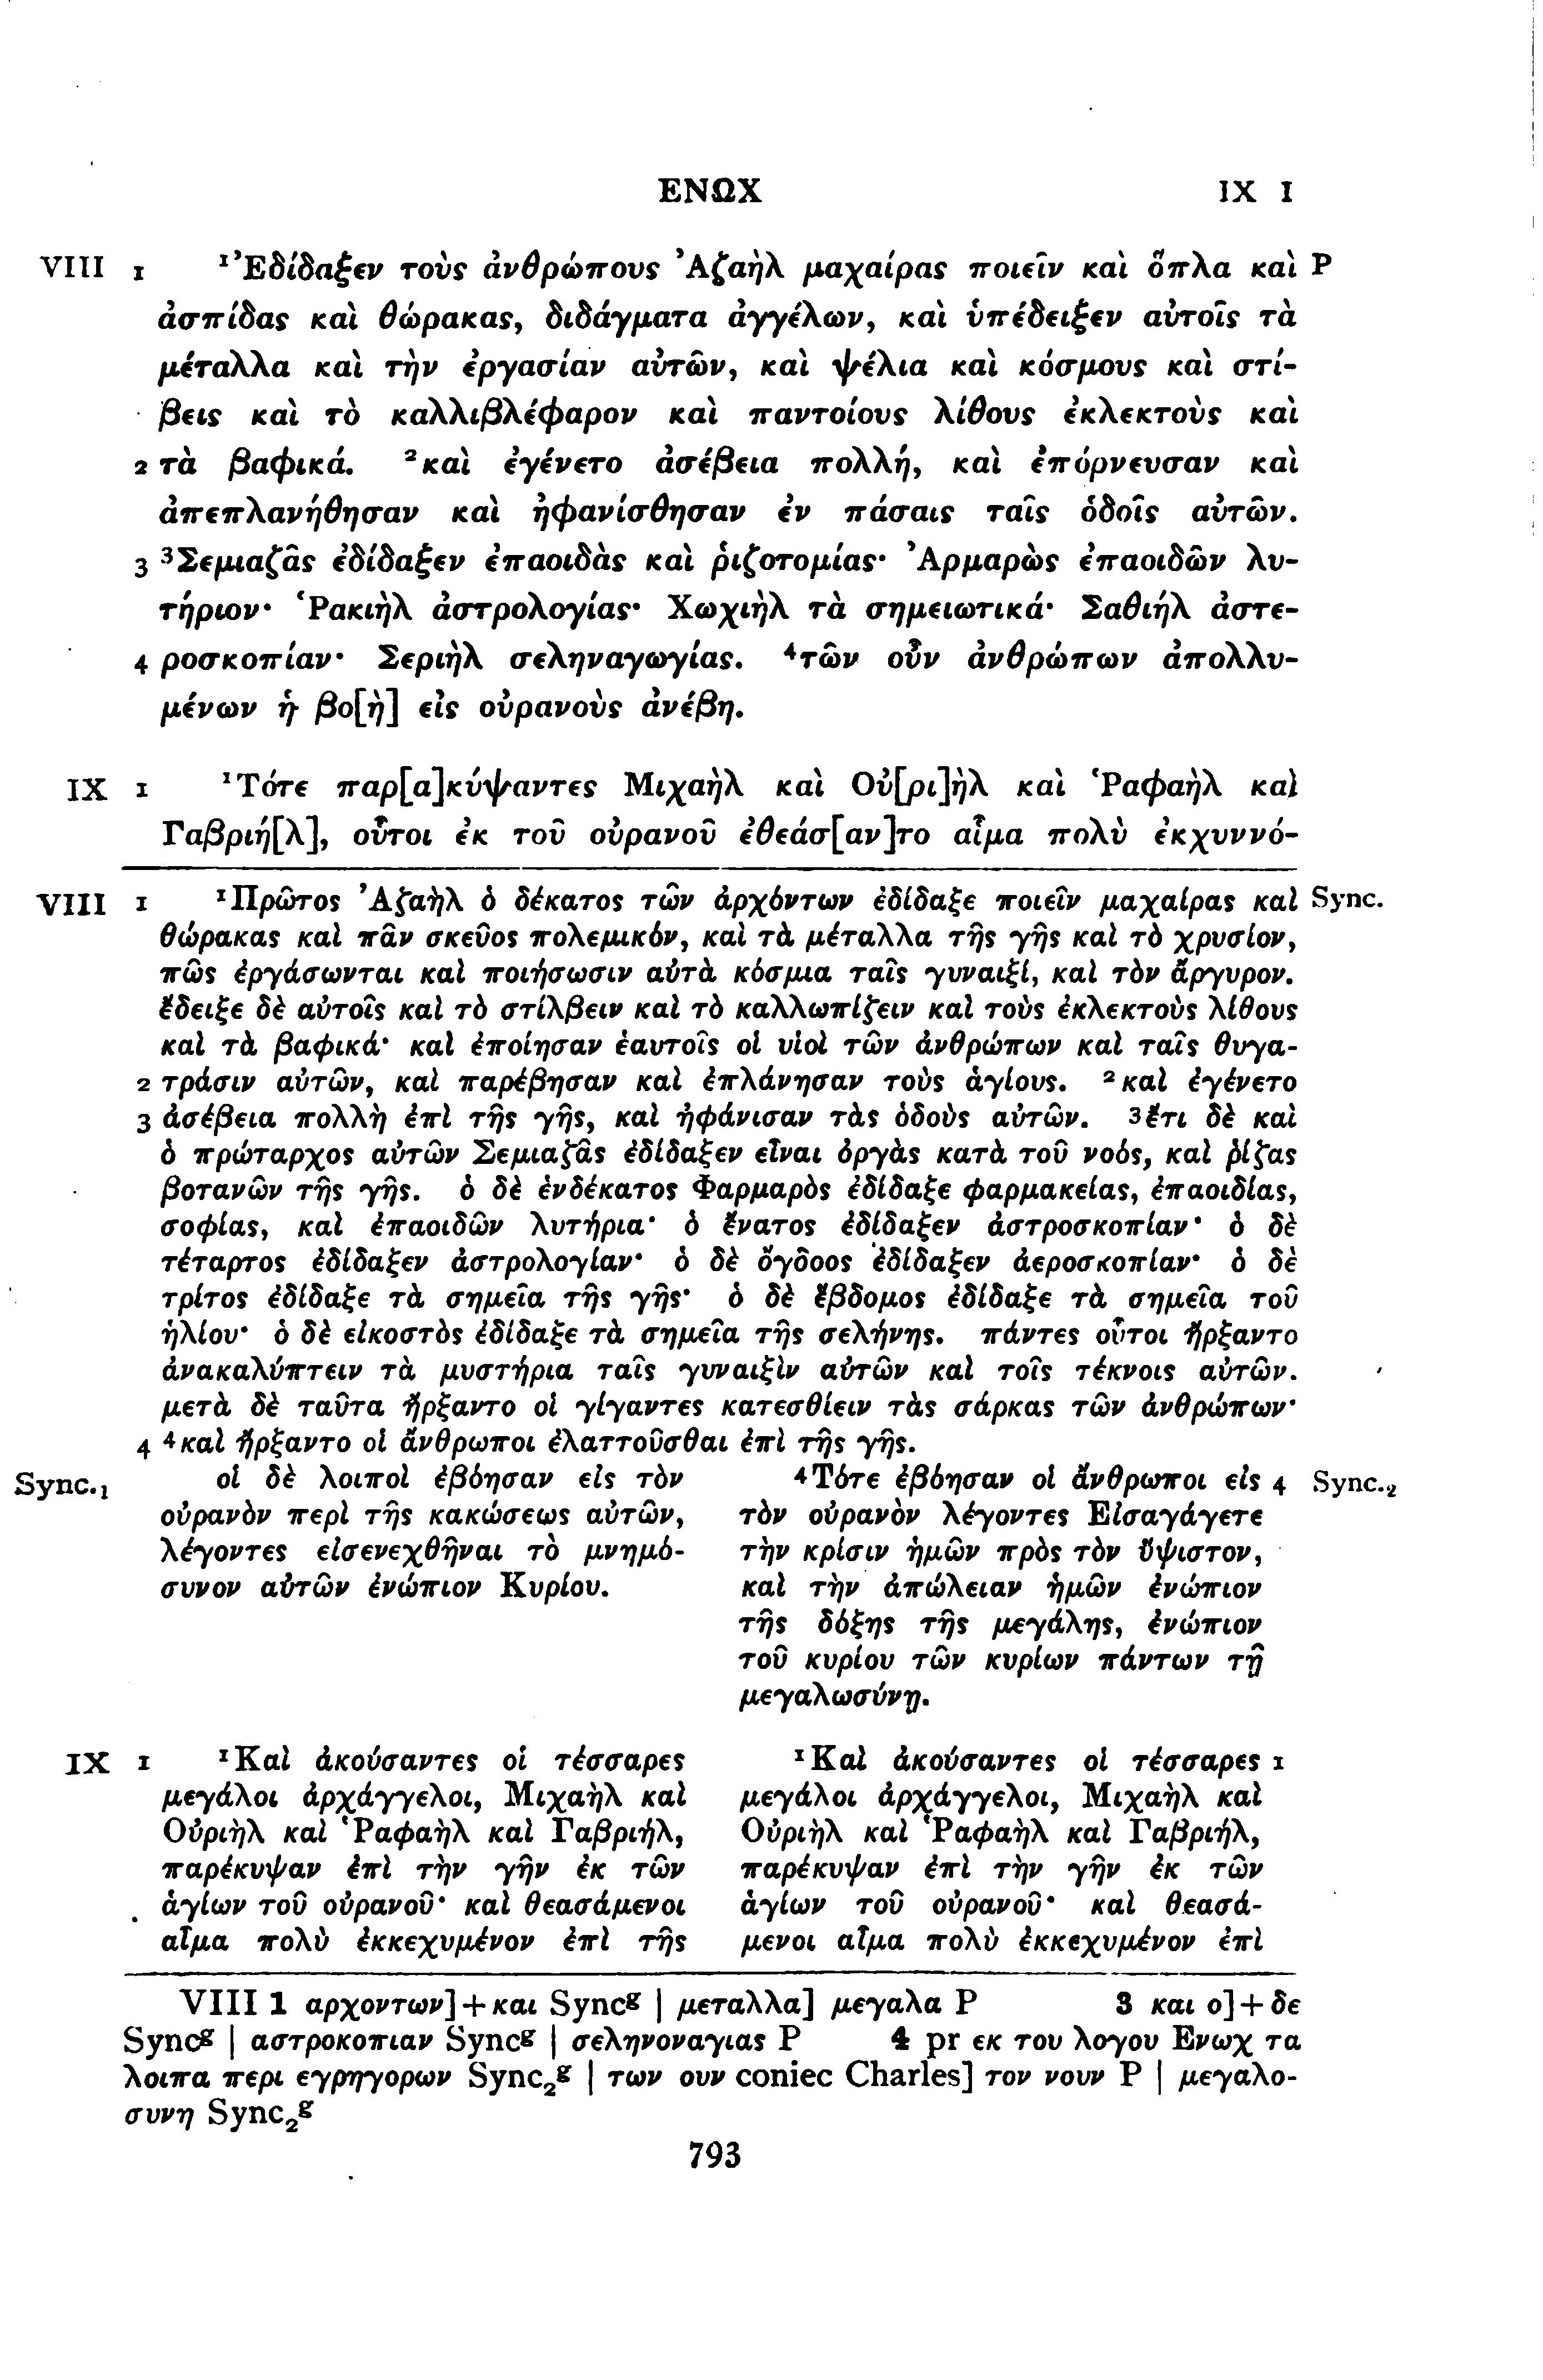 ΕΝΩΧ IX 1
VIII 1 ¹Ἐδίδαξεν τοὺς ἀνθρώπους Ἀζαὴλ μαχαίρας ποιεῖν καὶ ὅπλα καὶ P
ἀσπίδας καὶ θώρακας, διδάγματα ἀγγέλων, καὶ ὑπέδειξεν αὐτοῖς τὰ
μέταλλα καὶ τὴν ἐργασίαν αὐτῶν, καὶ ψέλια καὶ κόσμους καὶ στί-
βεις καὶ τὸ καλλιβλέφαρον καὶ παντοίους λίθους ἐκλεκτοὺς καὶ
2 τὰ βαφικά. ²καὶ ἐγένετο ἀσέβεια πολλή, καὶ ἐπόρνευσαν καὶ
ἀπεπλανήθησαν καὶ ἠφανίσθησαν ἐν πάσαις ταῖς ὁδοῖς αὐτῶν.
3 ³Σεμιαζᾶς ἐδίδαξεν ἐπαοιδὰς καὶ ῥιζοτομίας· Ἀρμαρὼς ἐπαοιδῶν λυ-
τήριον· Ῥακιὴλ ἀστρολογίας· Χωχιὴλ τὰ σημειωτικά· Σαθιήλ ἀστε-
4 ροσκοπίαν· Σεριὴλ σεληναγωγίας. ⁴τῶν οὖν ἀνθρώπων ἀπολλυ-
μένων ἡ βο[ὴ] εἰς οὐρανοὺς ἀνέβη.
IX 1 ¹Τότε παρ[α]κύψαντες Μιχαὴλ καὶ Οὐ[ρι]ὴλ καὶ Ῥαφαὴλ καὶ
Γαβριή[λ], οὗτοι ἐκ τοῦ οὐρανοῦ ἐθεάσ[αν]το αἷμα πολὺ ἐκχυννό-
VIII 1 ¹Πρῶτος Ἀζαὴλ ὁ δέκατος τῶν ἀρχόντων ἐδίδαξε ποιεῖν μαχαίρας καὶ Sync.
θώρακας καὶ πᾶν σκεῦος πολεμικόν, καὶ τὰ μέταλλα τῆς γῆς καὶ τὸ χρυσίον,
πῶς ἐργάσωνται καὶ ποιήσωσιν αὐτὰ κόσμια ταῖς γυναιξί, καὶ τὸν ἄργυρον.
ἔδειξε δὲ αὐτοῖς καὶ τὸ στίλβειν καὶ τὸ καλλωπίζειν καὶ τοὺς ἐκλεκτοὺς λίθους
καὶ τὰ βαφικά· καὶ ἐποίησαν ἑαυτοῖς οἱ υἱοὶ τῶν ἀνθρώπων καὶ ταῖς θυγα-
2 τράσιν αὐτῶν, καὶ παρέβησαν καὶ ἐπλάνησαν τοὺς ἁγίους. ²καὶ ἐγένετο
3 ἀσέβεια πολλὴ ἐπὶ τῆς γῆς, καὶ ἠφάνισαν τὰς ὁδοὺς αὐτῶν. ³ἔτι δὲ καὶ
ὁ πρώταρχος αὐτῶν Σεμιαζᾶς ἐδίδαξεν εἶναι ὀργὰς κατὰ τοῦ νοός, καὶ ῥίζας
βοτανῶν τῆς γῆς. ὁ δὲ ἑνδέκατος Φαρμαρὸς ἐδίδαξε φαρμακείας, ἐπαοιδίας,
σοφίας, καὶ ἐπαοιδῶν λυτήρια· ὁ ἔνατος ἐδίδαξεν ἀστροσκοπίαν· ὁ δὲ
τέταρτος ἐδίδαξεν ἀστρολογίαν· ὁ δὲ ὄγδοος ἐδίδαξεν ἀεροσκοπίαν· ὁ δὲ
τρίτος ἐδίδαξε τὰ σημεῖα τῆς γῆς· ὁ δὲ ἕβδομος ἐδίδαξε τὰ σημεῖα τοῦ
ἡλίου· ὁ δὲ εἰκοστὸς ἐδίδαξε τὰ σημεῖα τῆς σελήνης. πάντες οὗτοι ἤρξαντο
ἀνακαλύπτειν τὰ μυστήρια ταῖς γυναιξὶν αὐτῶν καὶ τοῖς τέκνοις αὐτῶν.
μετὰ δὲ ταῦτα ἤρξαντο οἱ γίγαντες κατεσθίειν τὰς σάρκας τῶν ἀνθρώπων·
4 ⁴καὶ ἤρξαντο οἱ ἄνθρωποι ἐλαττοῦσθαι ἐπὶ τῆς γῆς.
Sync.₁ οἱ δὲ λοιποὶ ἐβόησαν εἰς τὸν
οὐρανὸν περὶ τῆς κακώσεως αὐτῶν,
λέγοντες εἰσενεχθῆναι τὸ μνημό-
συνον αὐτῶν ἐνώπιον Κυρίου.
⁴Τότε ἐβόησαν οἱ ἄνθρωποι εἰς 4 Sync.₂
τὸν οὐρανὸν λέγοντες Εἰσαγάγετε
τὴν κρίσιν ἡμῶν πρὸς τὸν ὕψιστον,
καὶ τὴν ἀπώλειαν ἡμῶν ἐνώπιον
τῆς δόξης τῆς μεγάλης, ἐνώπιον
τοῦ κυρίου τῶν κυρίων πάντων τῇ
μεγαλωσύνῃ.
IX 1 ¹Καὶ ἀκούσαντες οἱ τέσσαρες
μεγάλοι ἀρχάγγελοι, Μιχαὴλ καὶ
Οὐριὴλ καὶ Ῥαφαὴλ καὶ Γαβριήλ,
παρέκυψαν ἐπὶ τὴν γῆν ἐκ τῶν
ἁγίων τοῦ οὐρανοῦ· καὶ θεασάμενοι
αἷμα πολὺ ἐκκεχυμένον ἐπὶ τῆς
¹Καὶ ἀκούσαντες οἱ τέσσαρες 1
μεγάλοι ἀρχάγγελοι, Μιχαὴλ καὶ
Οὐριὴλ καὶ Ῥαφαὴλ καὶ Γαβριήλ,
παρέκυψαν ἐπὶ τὴν γῆν ἐκ τῶν
ἁγίων τοῦ οὐρανοῦ· καὶ θεασά-
μενοι αἷμα πολὺ ἐκκεχυμένον ἐπὶ
VIII 1 αρχοντων]+και Syncᵍ | μεταλλα] μεγαλα P 3 και ο]+δε
Syncᵍ | αστροκοπιαν Syncᵍ | σεληνοναγιας P 4 pr εκ του λογου Ενωχ τα
λοιπα περι εγρηγορων Sync₂ᵍ | των ουν coniec Charles] τον νουν P | μεγαλο-
συνη Sync₂ᵍ
793